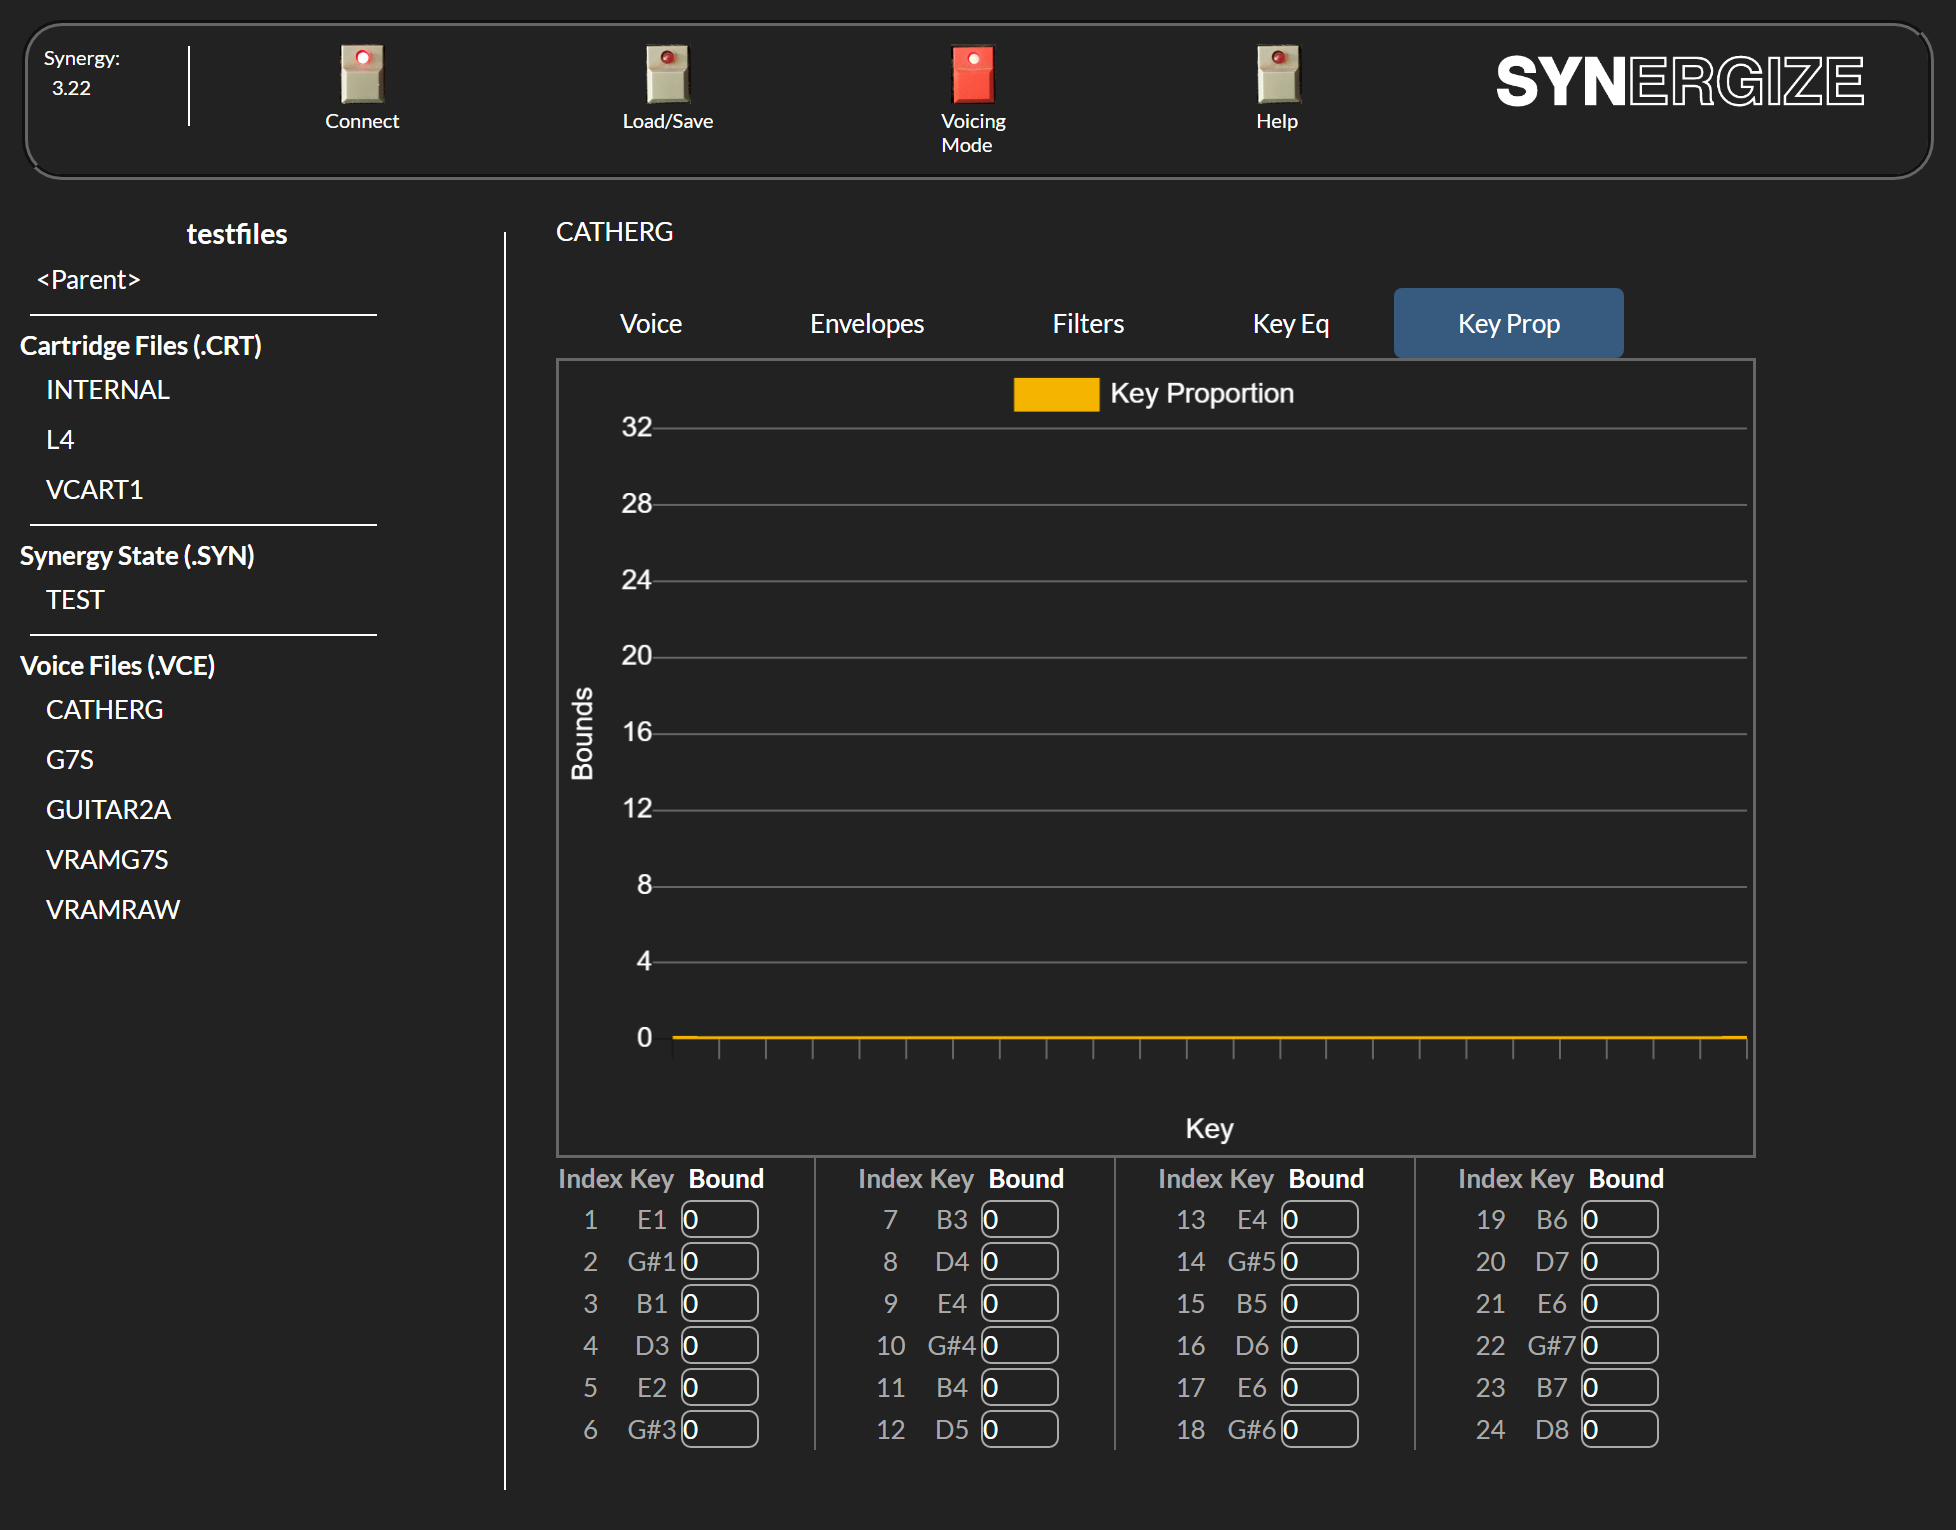 Synergy:
3.22
Connect
Load/Save
Voicing
Mode
Help
SYNERGIZE
testfiles
<Parent>
Cartridge Files (.CRT)
INTERNAL
L4
VCART1
Synergy State (.SYN)
TEST
Voice Files (.VCE)
CATHERG
G7S
GUITAR2A
VRAMG7S
VRAMRAW
CATHERG
Voice Envelopes Filters Key Eq Key Prop
Key Proportion
32
28
24
20
16
12
8
4
0
Bounds
Key
Index Key Bound Index Key Bound Index Key Bound Index Key Bound
1 E1 0 7 B3 0 13 E4 0 19 B6 0
2 G#1 0 8 D4 0 14 G#5 0 20 D7 0
3 B1 0 9 E4 0 15 B5 0 21 E6 0
4 D3 0 10 G#4 0 16 D6 0 22 G#7 0
5 E2 0 11 B4 0 17 E6 0 23 B7 0
6 G#3 0 12 D5 0 18 G#6 0 24 D8 0